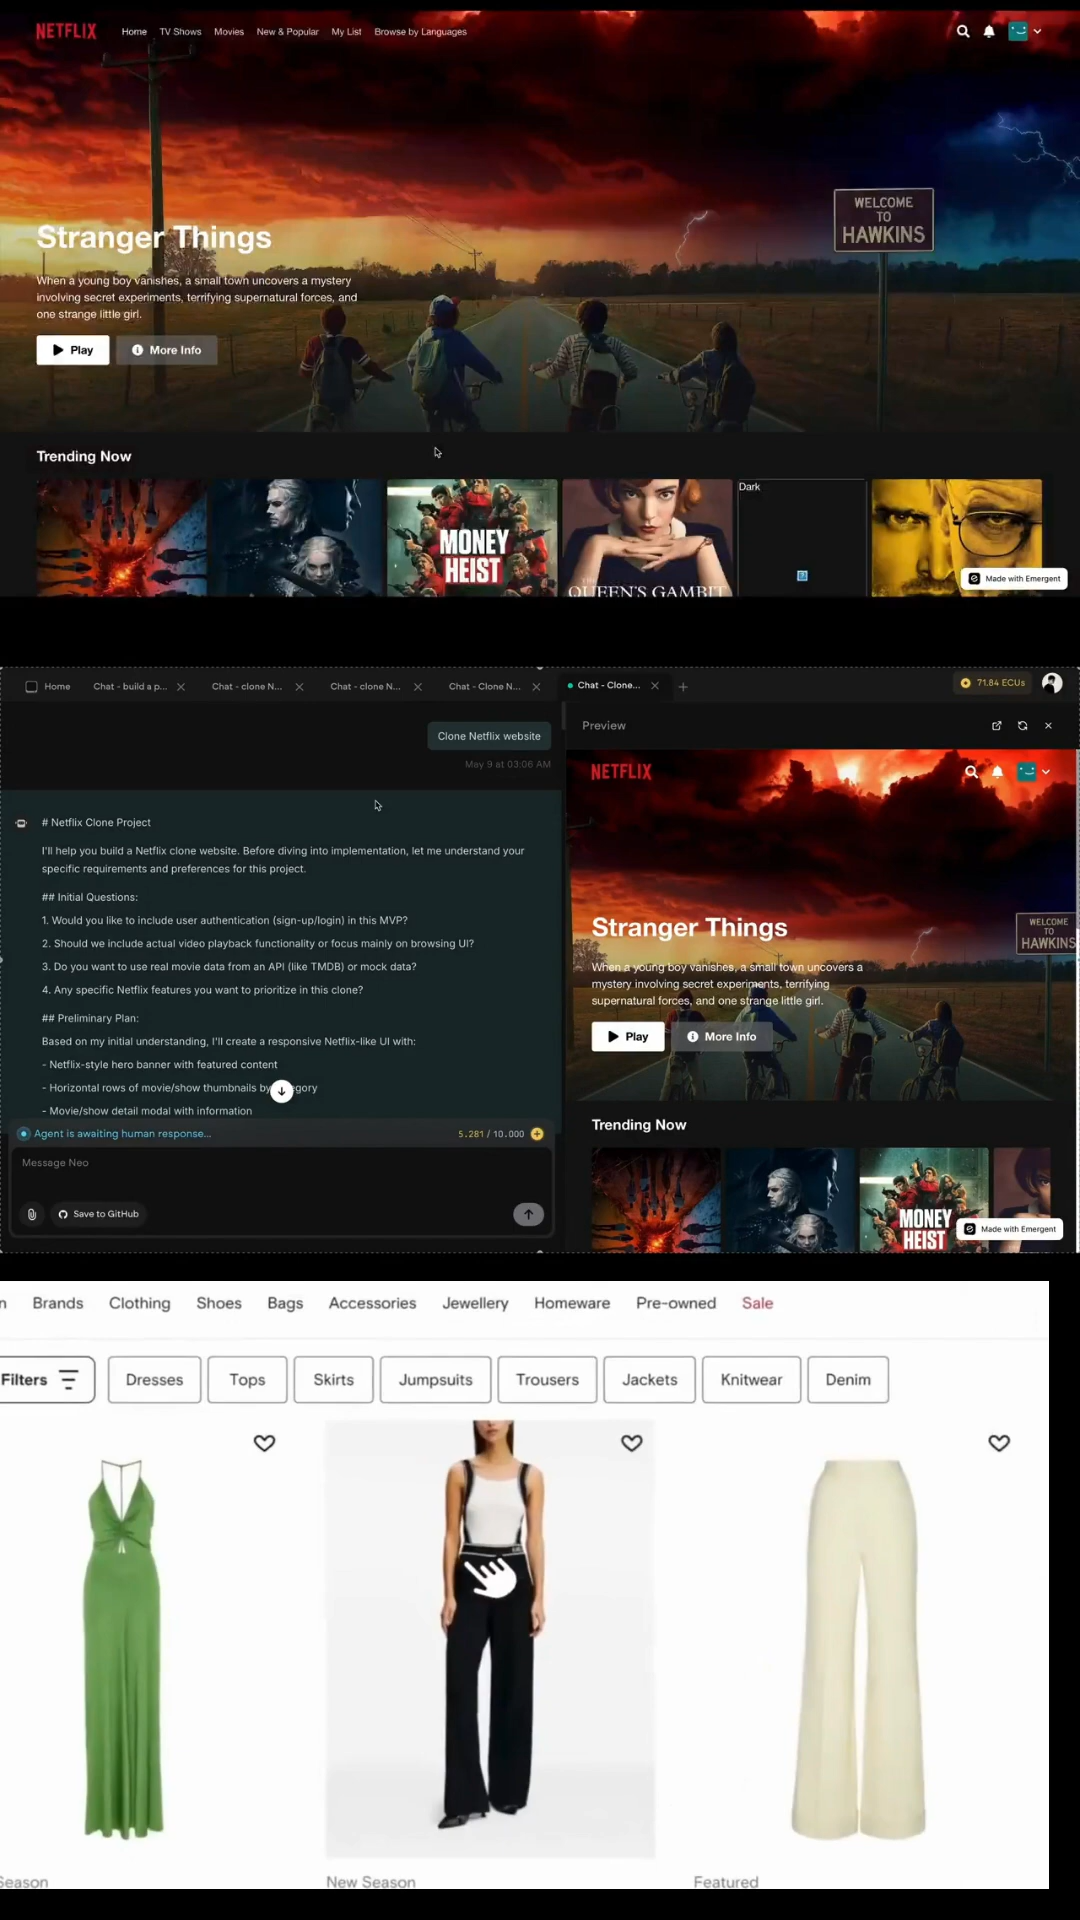 NETFLIX
Home TV Shows Movies New & Popular My List Browse by Languages
WELCOME
TO
HAWKINS
Stranger Things
When a young boy vanishes, a small town uncovers a mystery
involving secret experiments, terrifying supernatural forces, and
one strange little girl.
Play More Info
Trending Now
MONEY
HEIST
THE
QUEEN'S GAMBIT
Dark
Made with Emergent
Home Chat - build a p... Chat - clone N... Chat - clone N... Chat - Clone N... Chat - Clone...
71.84 ECUs
Clone Netflix website
May 9 at 03:06 AM
# Netflix Clone Project
I'll help you build a Netflix clone website. Before diving into implementation, let me understand your
specific requirements and preferences for this project.
## Initial Questions:
1. Would you like to include user authentication (sign-up/login) in this MVP?
2. Should we include actual video playback functionality or focus mainly on browsing UI?
3. Do you want to use real movie data from an API (like TMDB) or mock data?
4. Any specific Netflix features you want to prioritize in this clone?
## Preliminary Plan:
Based on my initial understanding, I'll create a responsive Netflix-like UI with:
- Netflix-style hero banner with featured content
- Horizontal rows of movie/show thumbnails by egory
- Movie/show detail modal with information
Agent is awaiting human response...
5.281 / 10.000
Message Neo
Save to GitHub
Preview
NETFLIX
WELCOME
TO
HAWKINS
Stranger Things
When a young boy vanishes, a small town uncovers a
mystery involving secret experiments, terrifying
supernatural forces, and one strange little girl.
Play More Info
Trending Now
MONEY
HEIST
Made with Emergent
n Brands Clothing Shoes Bags Accessories Jewellery Homeware Pre-owned Sale
Filters Dresses Tops Skirts Jumpsuits Trousers Jackets Knitwear Denim
Season
New Season
Featured